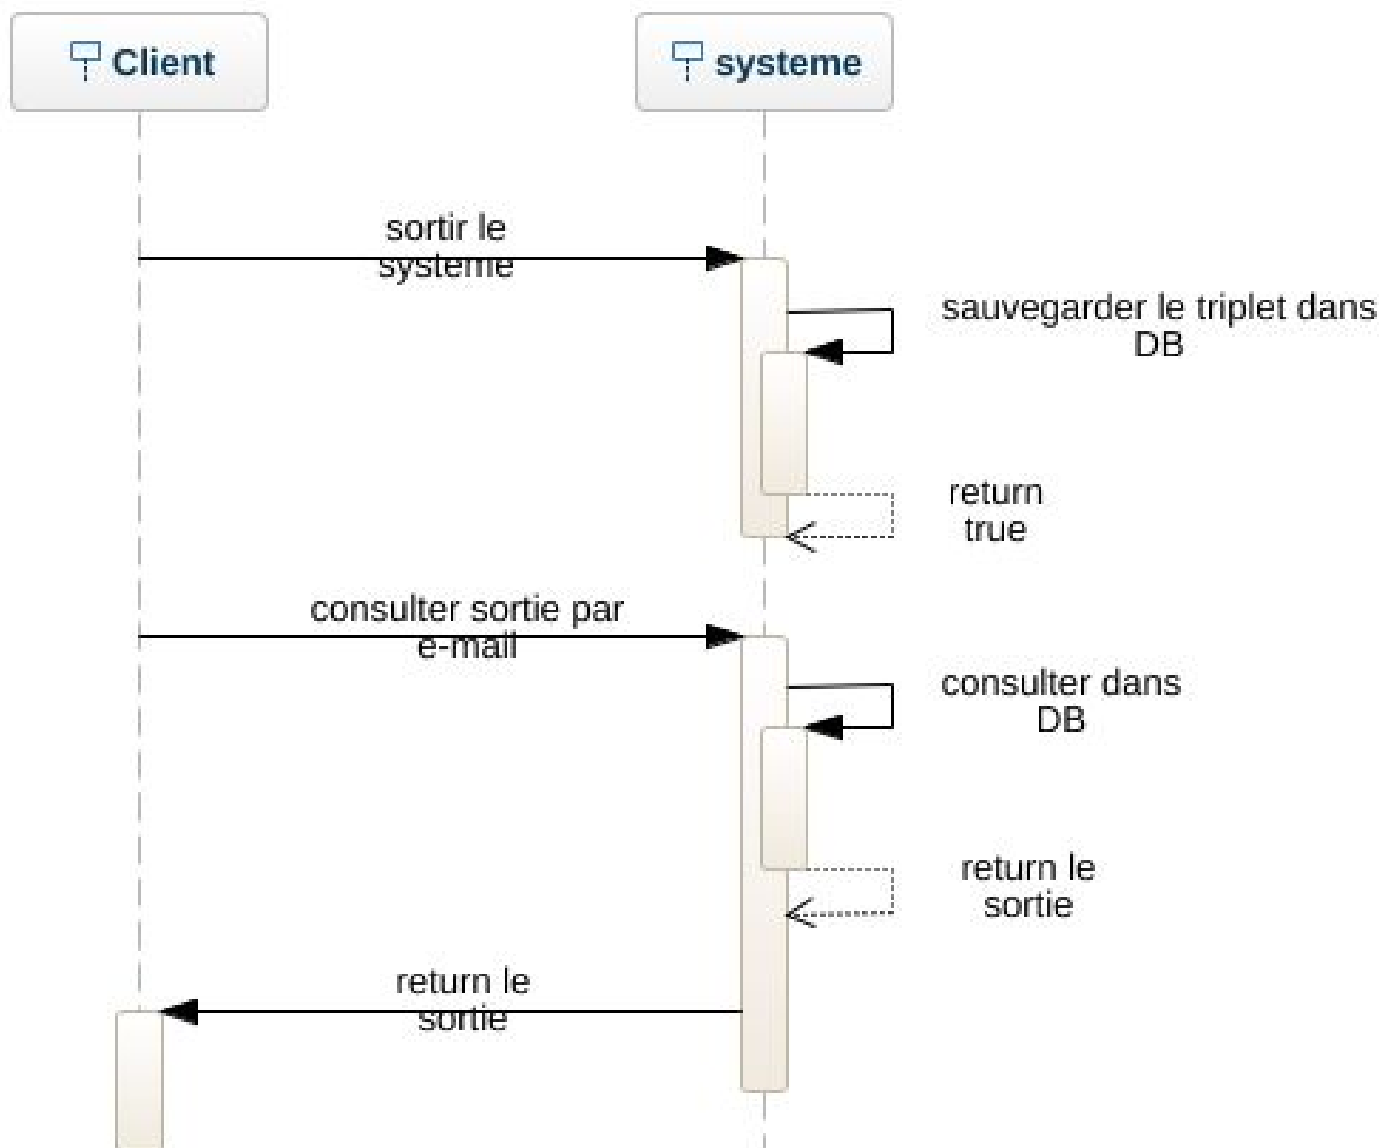 Client
systeme
sortir le
systeme
sauvegarder le triplet dans
DB
return
true
consulter sortie par
e-mail
consulter dans
DB
return le
sortie
return le
sortie